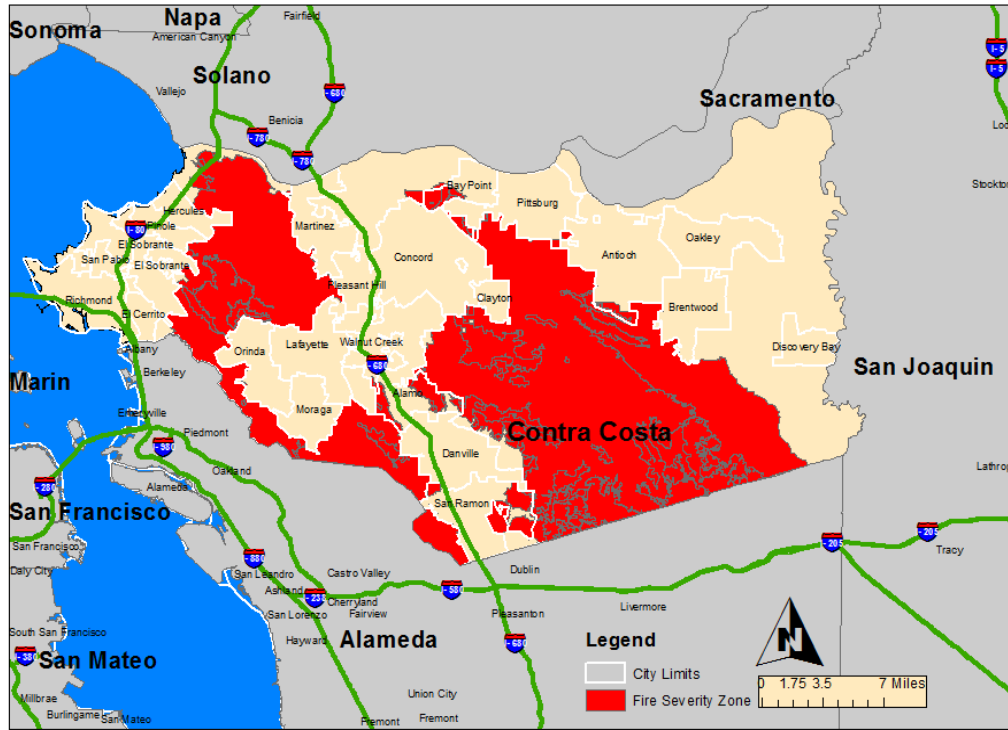 Napa
Fairfield
Sonoma
American Canyon
I-5
I-5
Solano
Vallejo
I-680
Sacramento
Benicia
I-780
I-780
Stockton
Bay Point
Pittsburg
Hercules
Pinole
I-80
Martinez
Oakley
El Sobrante
Antioch
San Pablo
El Sobrante
Concord
Pleasant Hill
Richmond
Clayton
Brentwood
El Cerrito
Walnut Creek
Lafayette
Orinda
Discovery Bay
Albany
Berkeley
I-680
San Joaquin
Marin
Alamo
Moraga
Emeryville
Piedmont
Contra Costa
I-580
Danville
Oakland
I-280
Alameda
San Ramon
San Francisco
I-205
I-205
San Francisco
Tracy
I-880
Daly City
San Leandro
Castro Valley
Dublin
Ashland
I-580
Cherryland
Livermore
San Lorenzo
Fairview
Pleasanton
South San Francisco
Hayward
Alameda
I-680
Legend
N
I-380
San Mateo
City Limits
0 1.75 3.5 7 Miles
Millbrae
Union City
Fire Severity Zone
Burlingame
San Mateo
Fremont
Fremont